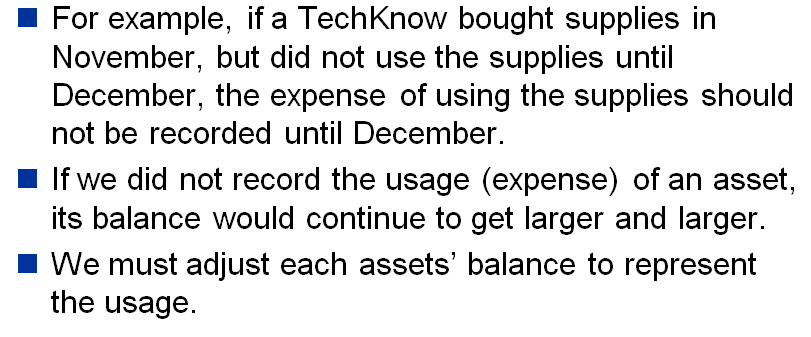 For example, if a TechKnow bought supplies in
November, but did not use the supplies until
December, the expense of using the supplies should
not be recorded until December.
If we did not record the usage (expense) of an asset,
its balance would continue to get larger and larger.
We must adjust each assets’ balance to represent
the usage.